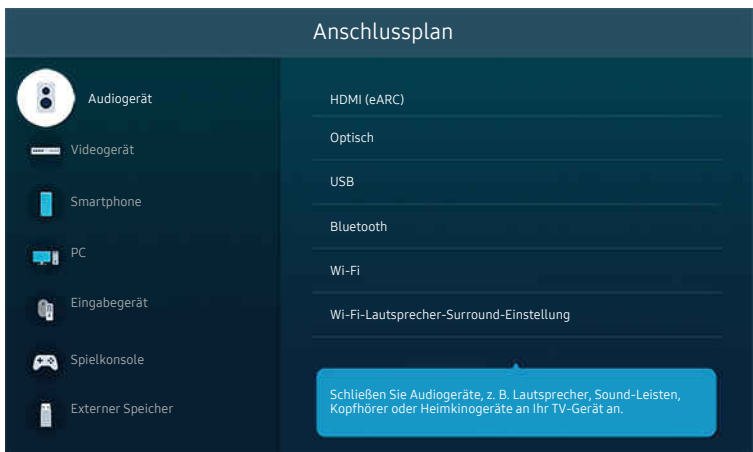 Anschlussplan
Audiogerät
Videogerät
Smartphone
PC
Eingabegerät
Spielkonsole
Externer Speicher
HDMI (eARC)
Optisch
USB
Bluetooth
Wi-Fi
Wi-Fi-Lautsprecher-Surround-Einstellung
Schließen Sie Audiogeräte, z. B. Lautsprecher, Sound-Leisten,
Kopfhörer oder Heimkinogeräte an Ihr TV-Gerät an.